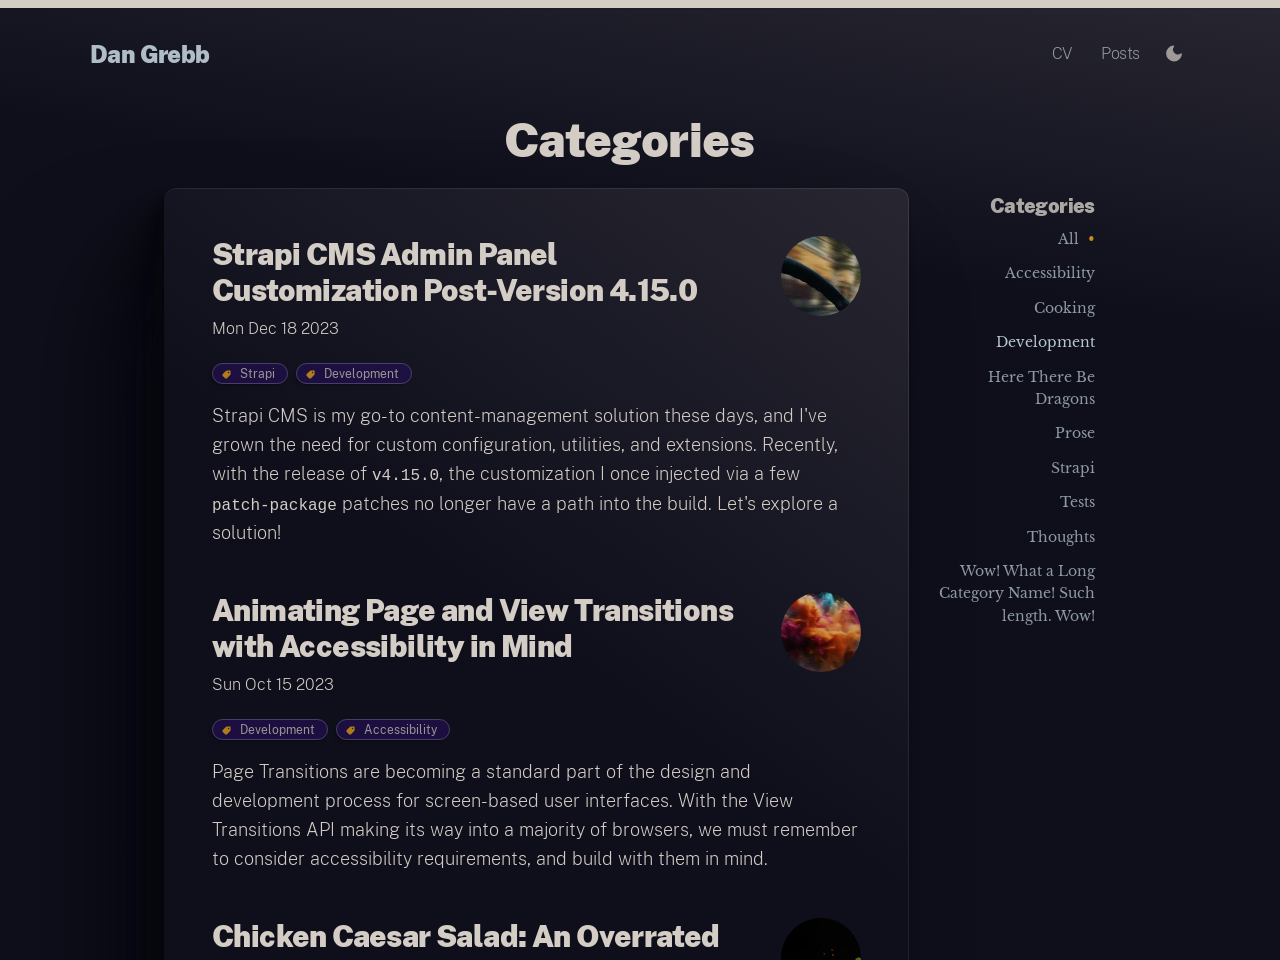 Dan Grebb
CV
Posts
Categories
Strapi CMS Admin Panel
Customization Post-Version 4.15.0
Mon Dec 18 2023
Strapi
Development
Strapi CMS is my go-to content-management solution these days, and I've
grown the need for custom configuration, utilities, and extensions. Recently,
with the release of v4.15.0, the customization I once injected via a few
patch-package patches no longer have a path into the build. Let's explore a
solution!
Animating Page and View Transitions
with Accessibility in Mind
Sun Oct 15 2023
Development
Accessibility
Page Transitions are becoming a standard part of the design and
development process for screen-based user interfaces. With the View
Transitions API making its way into a majority of browsers, we must remember
to consider accessibility requirements, and build with them in mind.
Chicken Caesar Salad: An Overrated
Categories
All •
Accessibility
Cooking
Development
Here There Be
Dragons
Prose
Strapi
Tests
Thoughts
Wow! What a Long
Category Name! Such
length. Wow!